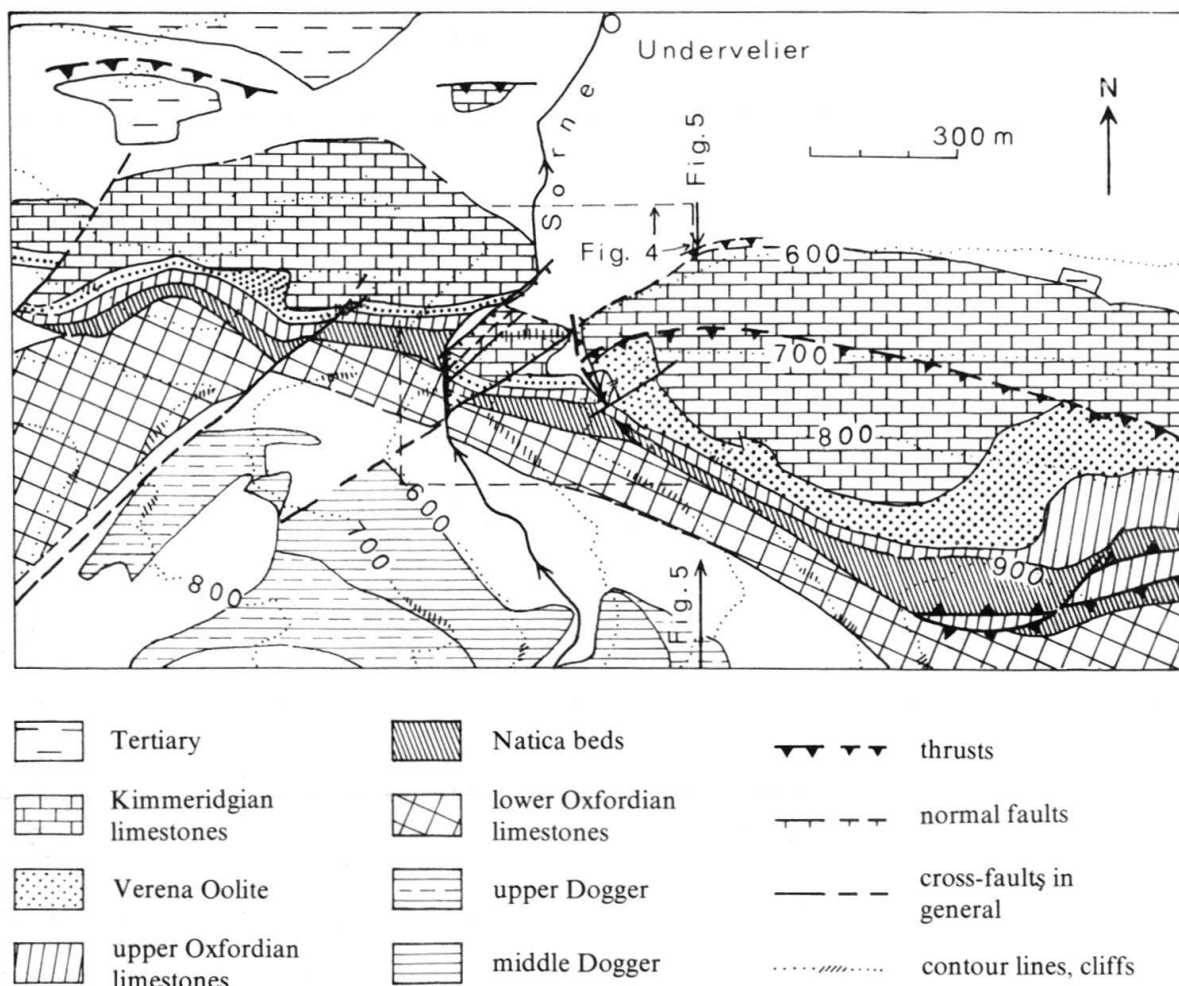 Undervelier
Sorne
N
300 m
Fig. 5
Fig. 4
600
700
800
900
600
700
800
Fig. 5
Tertiary
Kimmeridgian
limestones
Verena Oolite
upper Oxfordian
limestones
Natica beds
lower Oxfordian
limestones
upper Dogger
middle Dogger
thrusts
normal faults
cross-faults in
general
contour lines, cliffs